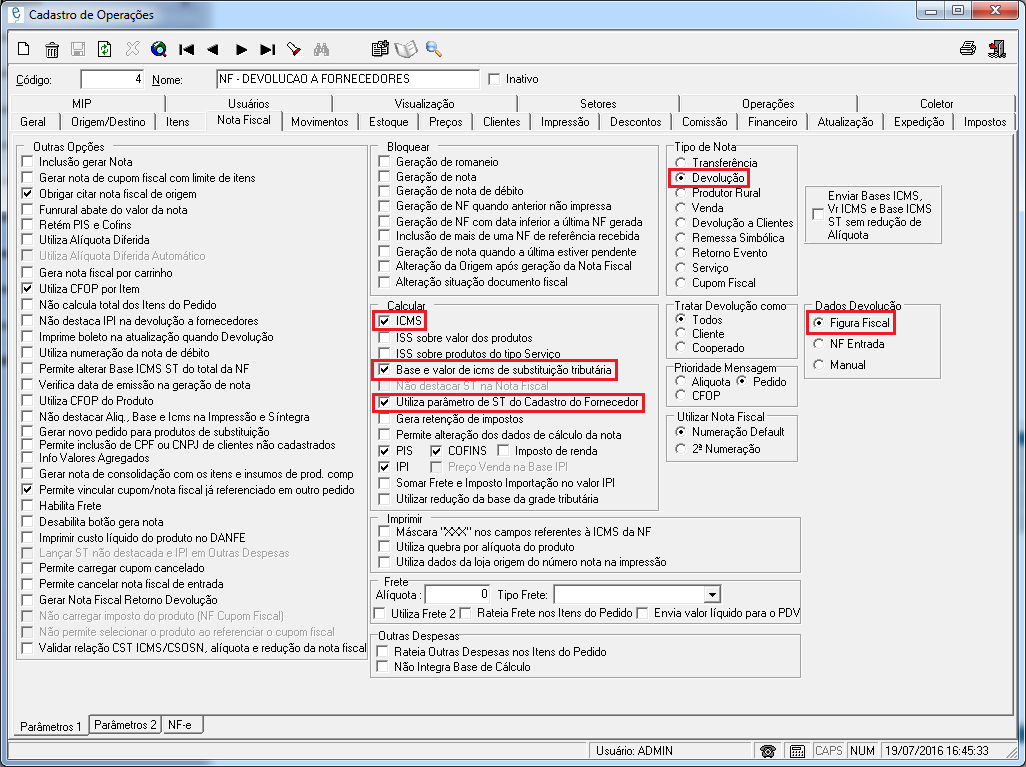 Cadastro de Operações
Código: 4 Nome: NF - DEVOLUCAO A FORNECEDORES Inativo
MIP Usuários Visualização Setores Operações Coletor
Geral Origem/Destino Itens Nota Fiscal Movimentos Estoque Preços Clientes Impressão Descontos Comissão Financeiro Atualização Expedição Impostos
Outras Opções
Inclusão gerar Nota
Gerar nota de cupom fiscal com limite de itens
Obrigar citar nota fiscal de origem
Funrural abate do valor da nota
Retém PIS e Cofins
Utiliza Alíquota Diferida
Utiliza Alíquota Diferida Automático
Gera nota fiscal por carrinho
Utiliza CFOP por Item
Não calcula total dos Itens do Pedido
Não destaca IPI na devolução a fornecedores
Imprime boleto na atualização quando Devolução
Utiliza numeração da nota de débito
Permite alterar Base ICMS ST do total da NF
Verifica data de emissão na geração de nota
Utiliza CFOP do Produto
Não destacar Aliq., Base e Icms na Impressão e Síntegra
Gerar novo pedido para produtos de substituição
Permite inclusão de CPF ou CNPJ de clientes não cadastrados
Info Valores Agregados
Gerar nota de consolidação com os itens e insumos de prod. comp
Permite vincular cupom/nota fiscal já referenciado em outro pedido
Habilita Frete
Desabilita botão gera nota
Imprimir custo líquido do produto no DANFE
Lançar ST não destacada e IPI em Outras Despesas
Permite carregar cupom cancelado
Permite cancelar nota fiscal de entrada
Gerar Nota Fiscal Retorno Devolução
Não carregar imposto do produto (NF Cupom Fiscal)
Não permite selecionar o produto ao referenciar o cupom fiscal
Validar relação CST ICMS/CSOSN, alíquota e redução da nota fiscal
Bloquear
Geração de romaneio
Geração de nota
Geração de nota de débito
Geração de NF quando anterior não impressa
Geração de NF com data inferior a última NF gerada
Inclusão de mais de uma NF de referência recebida
Geração de nota quando a última estiver pendente
Alteração da Origem após geração da Nota Fiscal
Alteração situação documento fiscal
Calcular
ICMS
ISS sobre valor dos produtos
ISS sobre produtos do tipo Serviço
Base e valor de icms de substituição tributária
Não destacar ST na Nota Fiscal
Utiliza parâmetro de ST do Cadastro do Fornecedor
Gera retenção de impostos
Permite alteração dos dados de cálculo da nota
PIS COFINS Imposto de renda
IPI Preço Venda na Base IPI
Somar Frete e Imposto Importação no valor IPI
Utilizar redução da base da grade tributária
Imprimir
Máscara "XXX" nos campos referentes à ICMS da NF
Utiliza quebra por alíquota do produto
Utiliza dados da loja origem do número nota na impressão
Frete
Alíquota : 0 Tipo Frete:
Utiliza Frete 2 Rateia Frete nos Itens do Pedido Envia valor líquido para o PDV
Outras Despesas
Rateia Outras Despesas nos Itens do Pedido
Não Integra Base de Cálculo
Tipo de Nota
Transferência
Devolução
Produtor Rural
Venda
Devolução a Clientes
Remessa Simbólica
Retorno Evento
Serviço
Cupom Fiscal
Tratar Devolução como
Todos
Cliente
Cooperado
Prioridade Mensagem
Aliquota Pedido
CFOP
Utilizar Nota Fiscal
Numeração Default
2ª Numeração
Enviar Bases ICMS,
Vr ICMS e Base ICMS
ST sem redução de
Alíquota
Dados Devolução
Figura Fiscal
NF Entrada
Manual
Parâmetros 1 Parâmetros 2 NF-e
Usuário: ADMIN CAPS NUM 19/07/2016 16:45:33